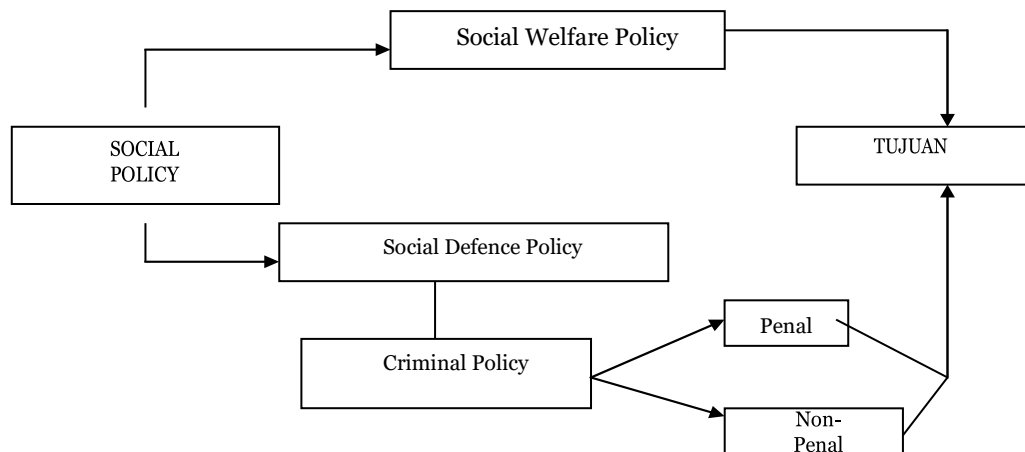 Social Welfare Policy
SOCIAL
POLICY
TUJUAN
Social Defence Policy
Penal
Criminal Policy
Non-
Penal